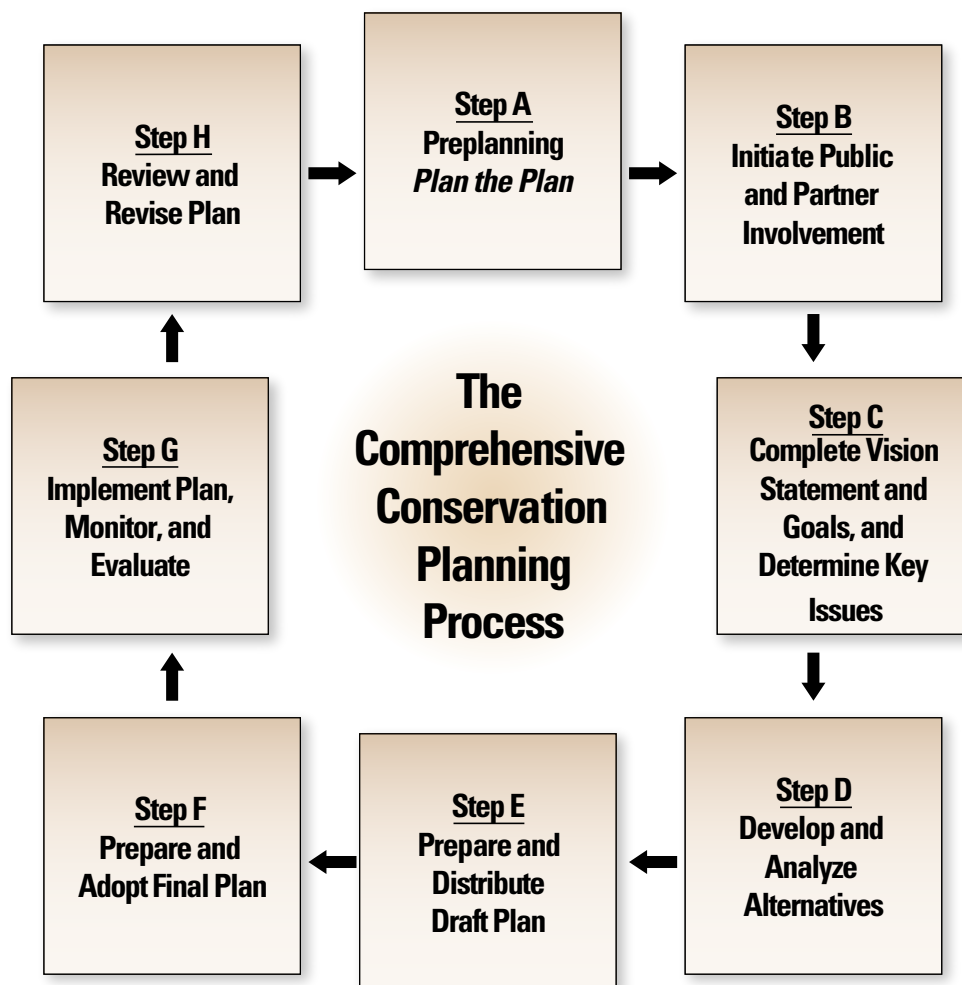 Step A
Preplanning
Plan the Plan
Step B
Initiate Public
and Partner
Involvement
Step C
Complete Vision
Statement and
Goals, and
Determine Key
Issues
Step D
Develop and
Analyze
Alternatives
Step E
Prepare and
Distribute
Draft Plan
Step F
Prepare and
Adopt Final Plan
Step G
Implement Plan,
Monitor, and
Evaluate
Step H
Review and
Revise Plan
The
Comprehensive
Conservation
Planning
Process